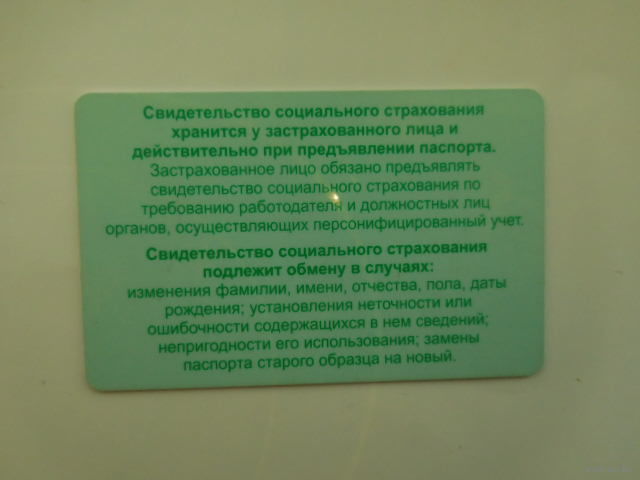 Свидетельство социального страхования
хранится у застрахованного лица и
действительно при предъявлении паспорта.
Застрахованное лицо обязано предъявлять
свидетельство социального страхования по
требованию работодателя и должностных лиц
органов, осуществляющих персонифицированный учет.
Свидетельство социального страхования
подлежит обмену в случаях:
изменения фамилии, имени, отчества, пола, даты
рождения; установления неточности или
ошибочности содержащихся в нем сведений;
непригодности его использования; замены
паспорта старого образца на новый.